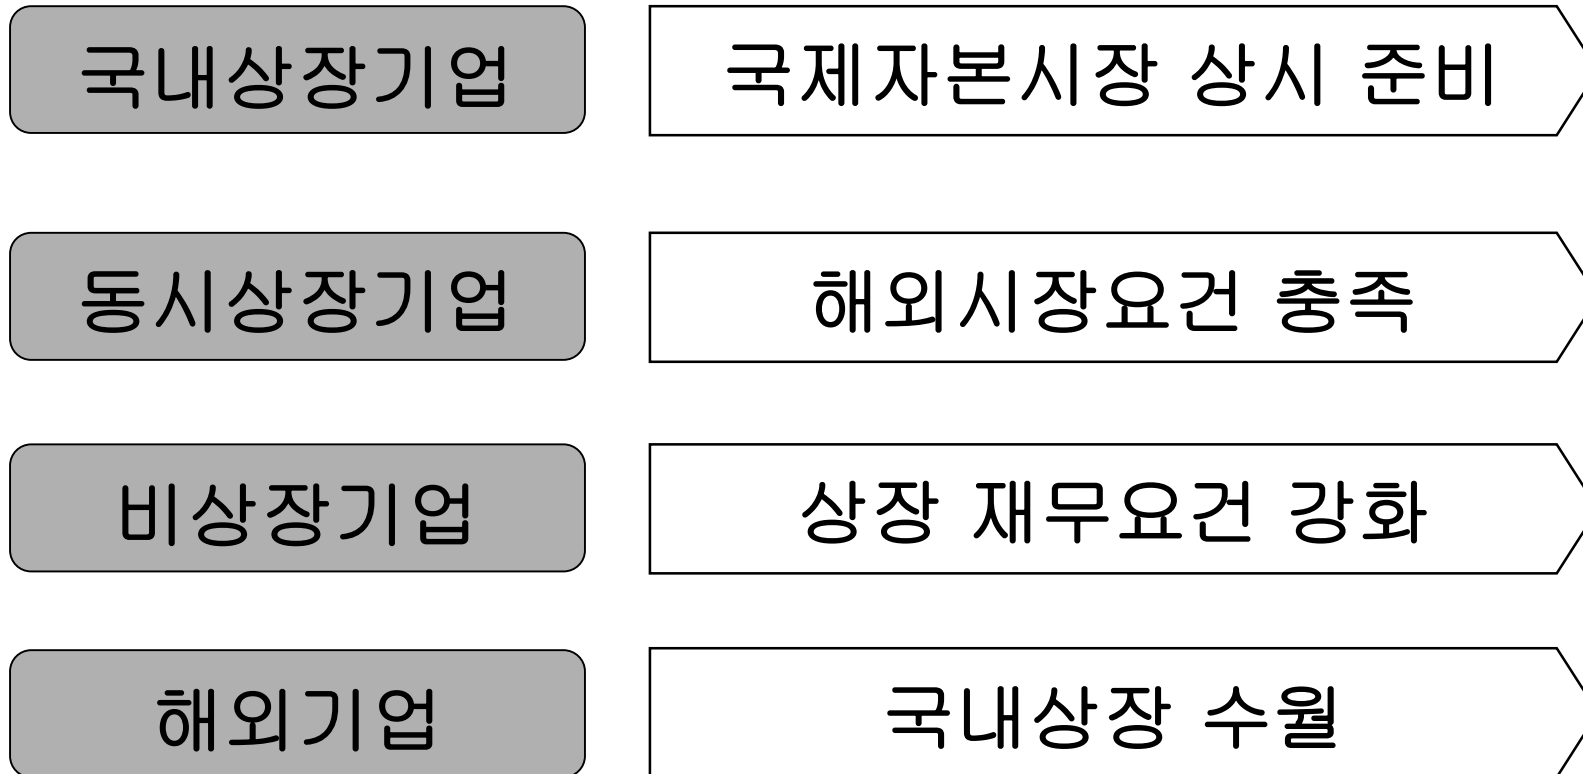 국내상장기업 국제자본시장 상시 준비
동시상장기업 해외시장요건 충족
비상장기업 상장 재무요건 강화
해외기업 국내상장 수월